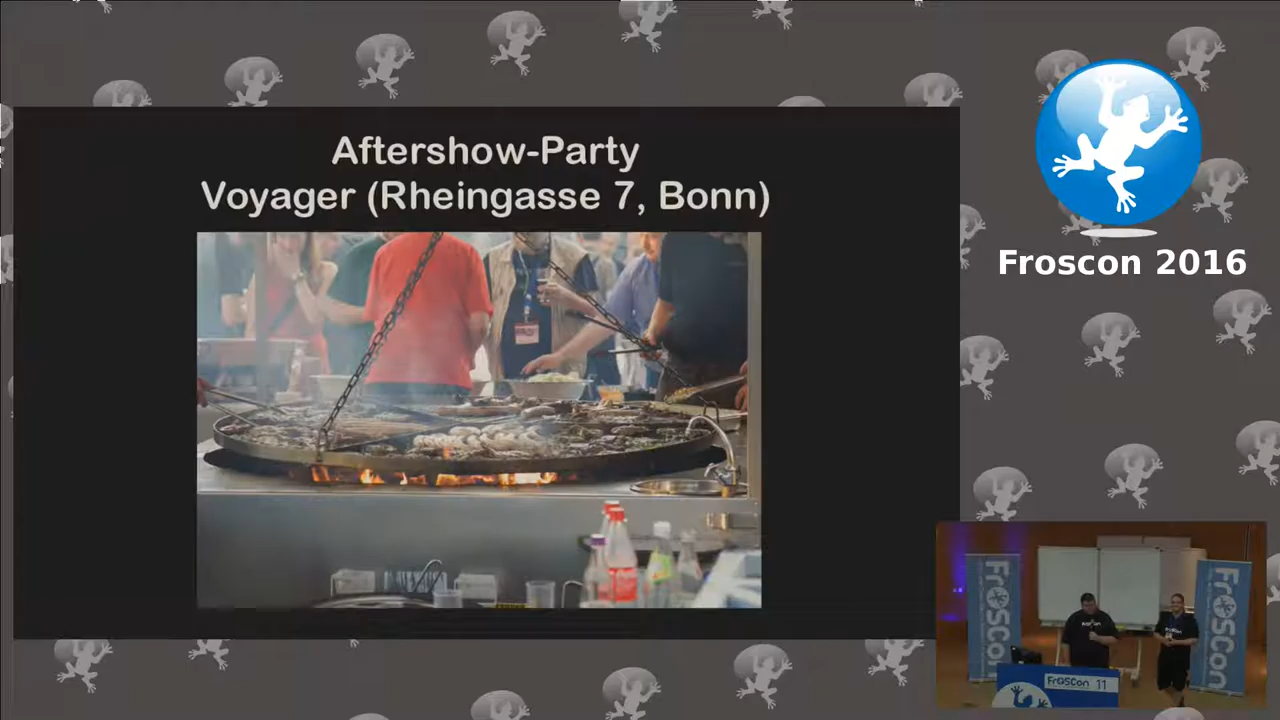 Aftershow-Party
Voyager (Rheingasse 7, Bonn)
Froscon 2016
FrOSCon
FrOSCon
FrOSCon 11